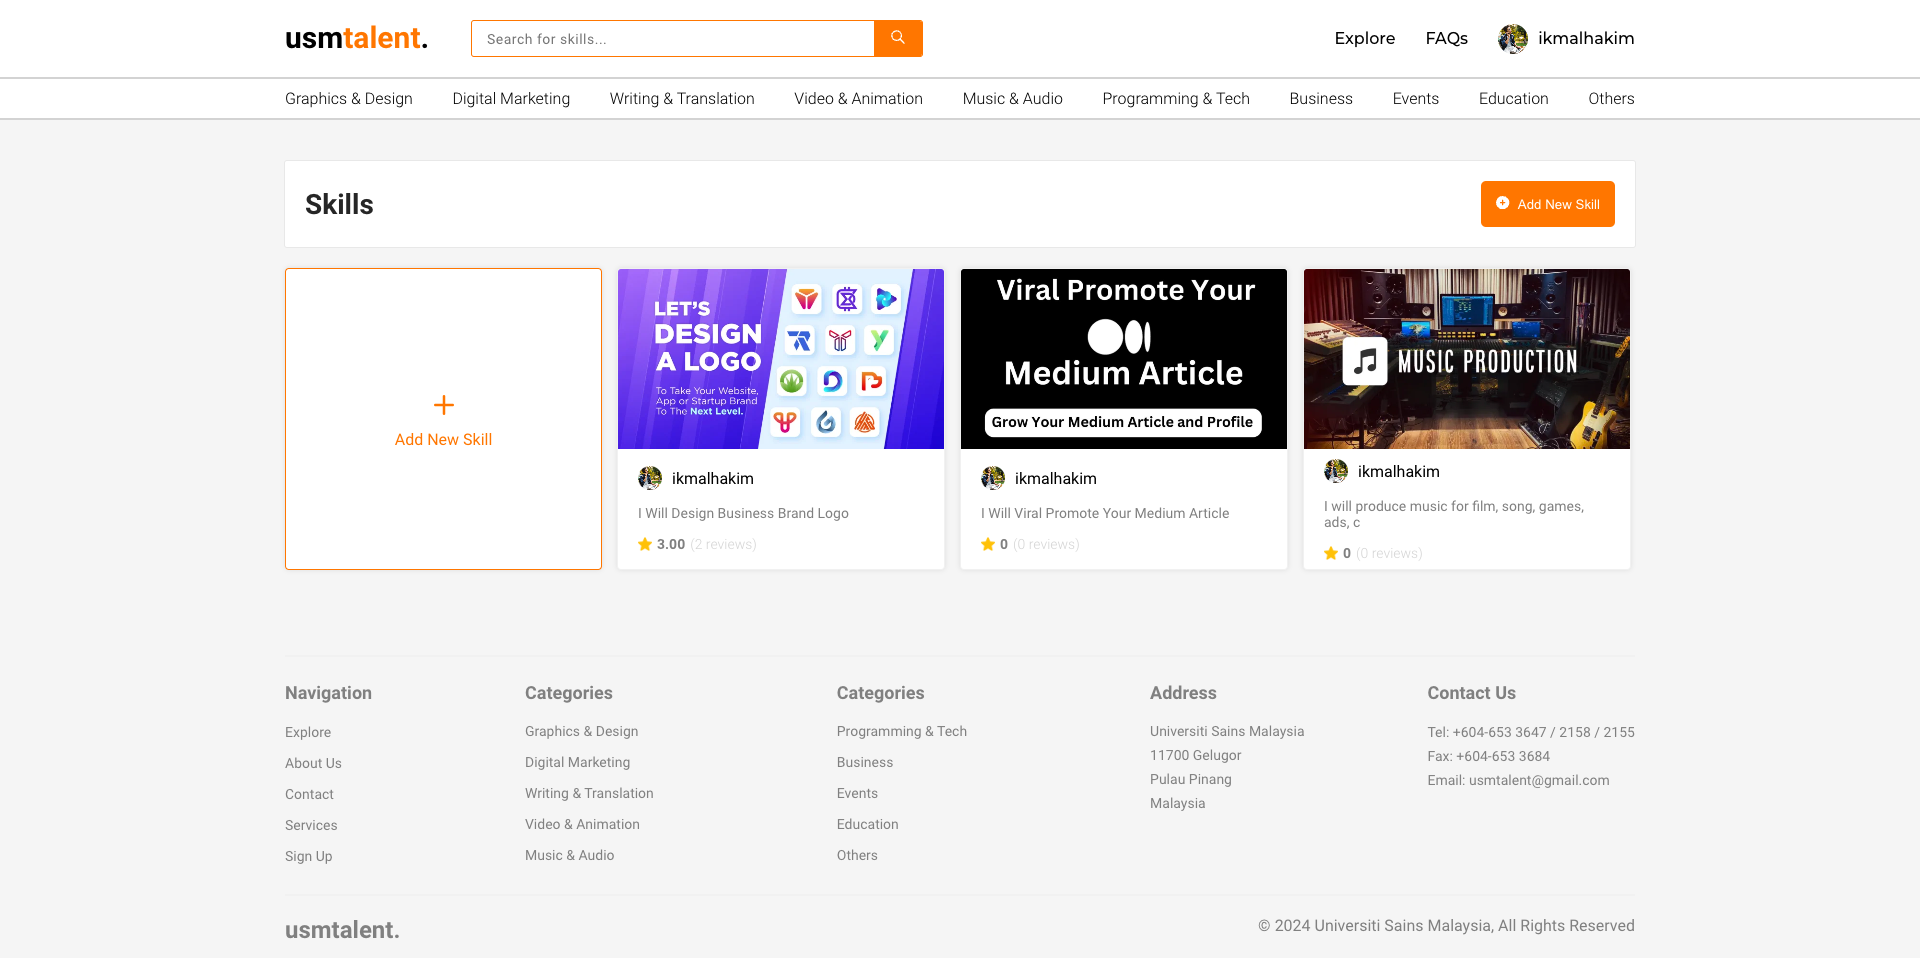 usmtalent.
Search for skills...
Explore
FAQs
ikmalhakim
Graphics & Design
Digital Marketing
Writing & Translation
Video & Animation
Music & Audio
Programming & Tech
Business
Events
Education
Others
Skills
Add New Skill
Add New Skill
LET'S
DESIGN
A LOGO
To Take Your Website,
App or Startup Brand
To The Next Level.
ikmalhakim
I Will Design Business Brand Logo
3.00 (2 reviews)
Viral Promote Your
Medium Article
Grow Your Medium Article and Profile
ikmalhakim
I Will Viral Promote Your Medium Article
0 (0 reviews)
MUSIC PRODUCTION
ikmalhakim
I will produce music for film, song, games,
ads, c
0 (0 reviews)
Navigation
Explore
About Us
Contact
Services
Sign Up
Categories
Graphics & Design
Digital Marketing
Writing & Translation
Video & Animation
Music & Audio
Categories
Programming & Tech
Business
Events
Education
Others
Address
Universiti Sains Malaysia
11700 Gelugor
Pulau Pinang
Malaysia
Contact Us
Tel: +604-653 3647 / 2158 / 2155
Fax: +604-653 3684
Email: usmtalent@gmail.com
usmtalent.
© 2024 Universiti Sains Malaysia, All Rights Reserved